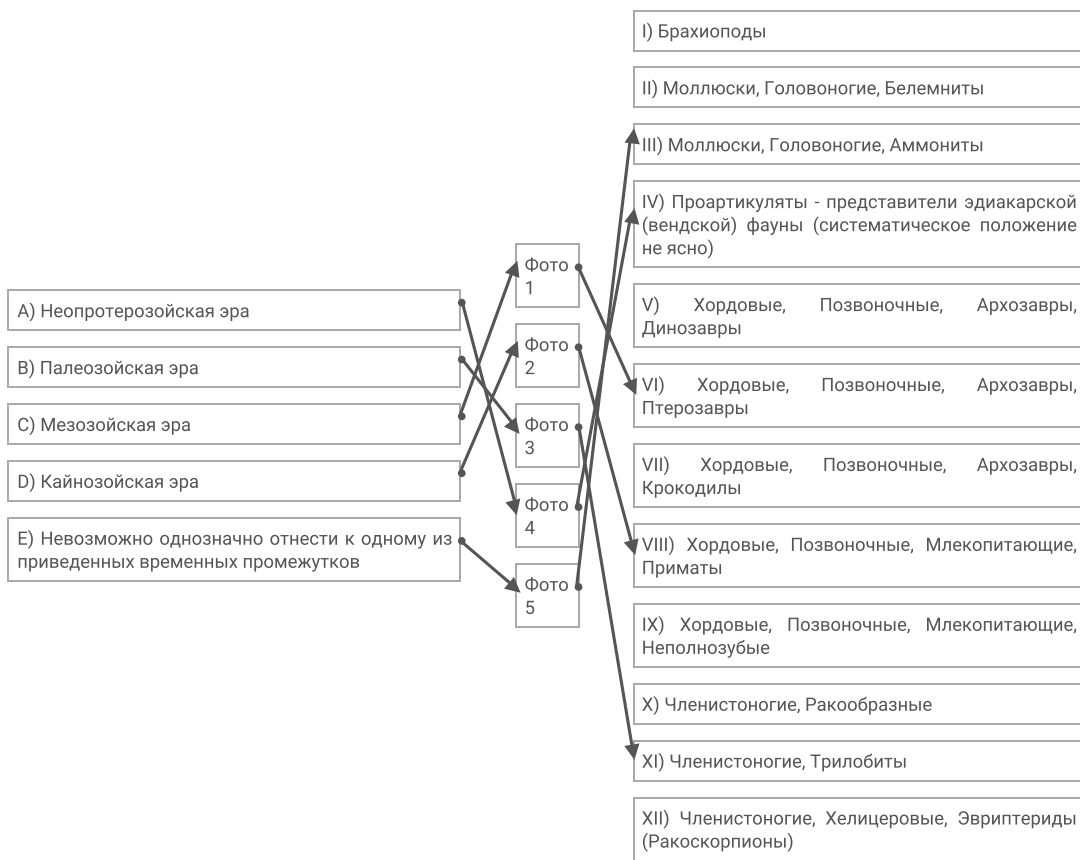 A) Неопротерозойская эра
B) Палеозойская эра
C) Мезозойская эра
D) Кайнозойская эра
E) Невозможно однозначно отнести к одному из
приведенных временных промежутков
Фото
1
Фото
2
Фото
3
Фото
4
Фото
5
I) Брахиоподы
II) Моллюски, Головоногие, Белемниты
III) Моллюски, Головоногие, Аммониты
IV) Проартикуляты - представители эдиакарской
(вендской) фауны (систематическое положение
не ясно)
V) Хордовые, Позвоночные, Архозавры,
Динозавры
VI) Хордовые, Позвоночные, Архозавры,
Птерозавры
VII) Хордовые, Позвоночные, Архозавры,
Крокодилы
VIII) Хордовые, Позвоночные, Млекопитающие,
Приматы
IX) Хордовые, Позвоночные, Млекопитающие,
Неполнозубые
X) Членистоногие, Ракообразные
XI) Членистоногие, Трилобиты
XII) Членистоногие, Хелицеровые, Эвриптериды
(Ракоскорпионы)